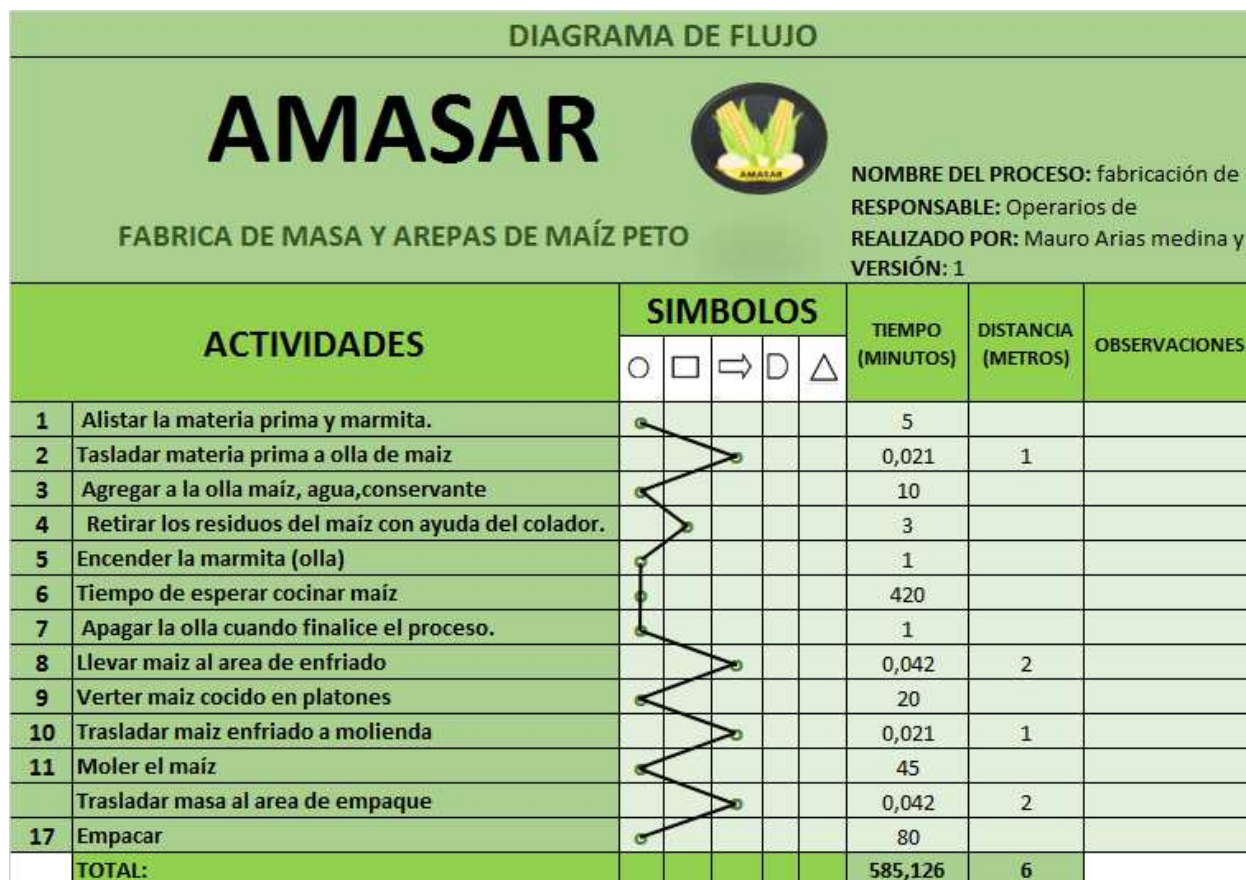 DIAGRAMA DE FLUJO
AMASAR
AMASAR
NOMBRE DEL PROCESO: fabricación de
RESPONSABLE: Operarios de
FABRICA DE MASA Y AREPAS DE MAÍZ PETO
REALIZADO POR: Mauro Arias medina y
VERSIÓN: 1
ACTIVIDADES SIMBOLOS TIEMPO (MINUTOS) DISTANCIA (METROS) OBSERVACIONES
1 Alistar la materia prima y marmita. 5
2 Tasladar materia prima a olla de maiz 0,021 1
3 Agregar a la olla maíz, agua,conservante 10
4 Retirar los residuos del maíz con ayuda del colador. 3
5 Encender la marmita (olla) 1
6 Tiempo de esperar cocinar maíz 420
7 Apagar la olla cuando finalice el proceso. 1
8 Llevar maiz al area de enfriado 0,042 2
9 Verter maiz cocido en platones 20
10 Trasladar maiz enfriado a molienda 0,021 1
11 Moler el maíz 45
Trasladar masa al area de empaque 0,042 2
17 Empacar 80
TOTAL: 585,126 6